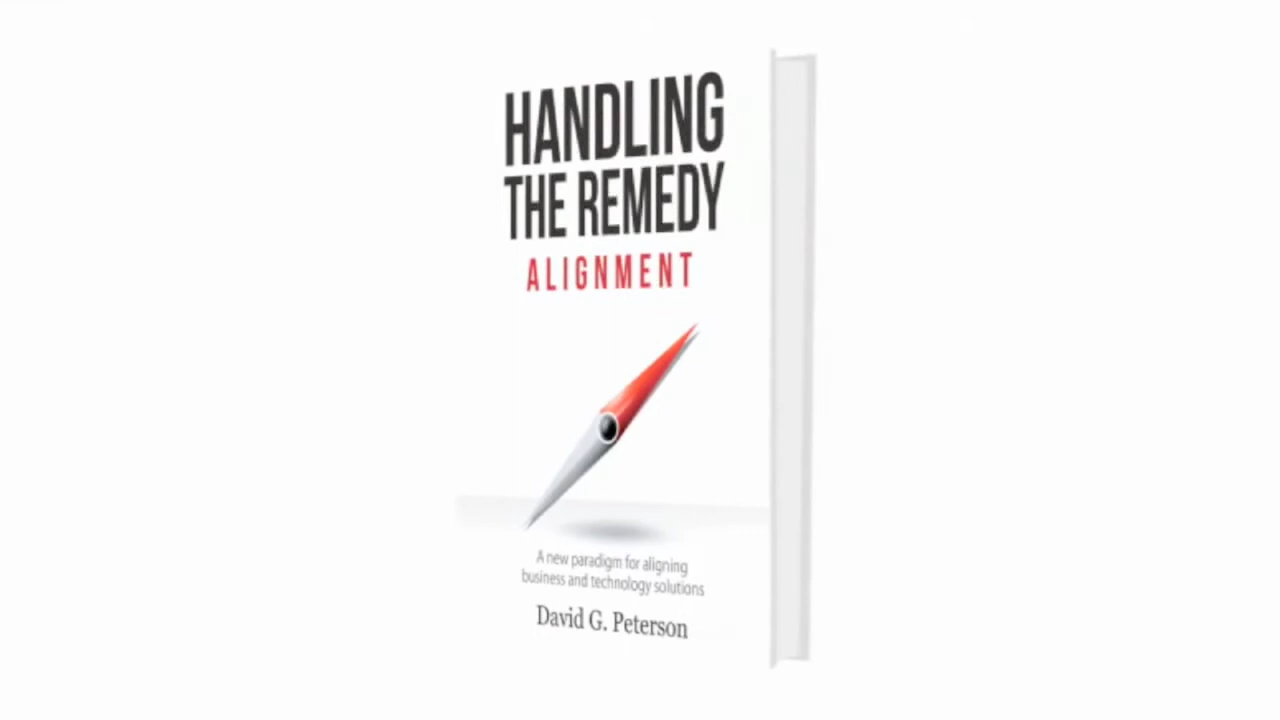 HANDLING
THE REMEDY
ALIGNMENT
A new paradigm for aligning
business and technology solutions
David G. Peterson